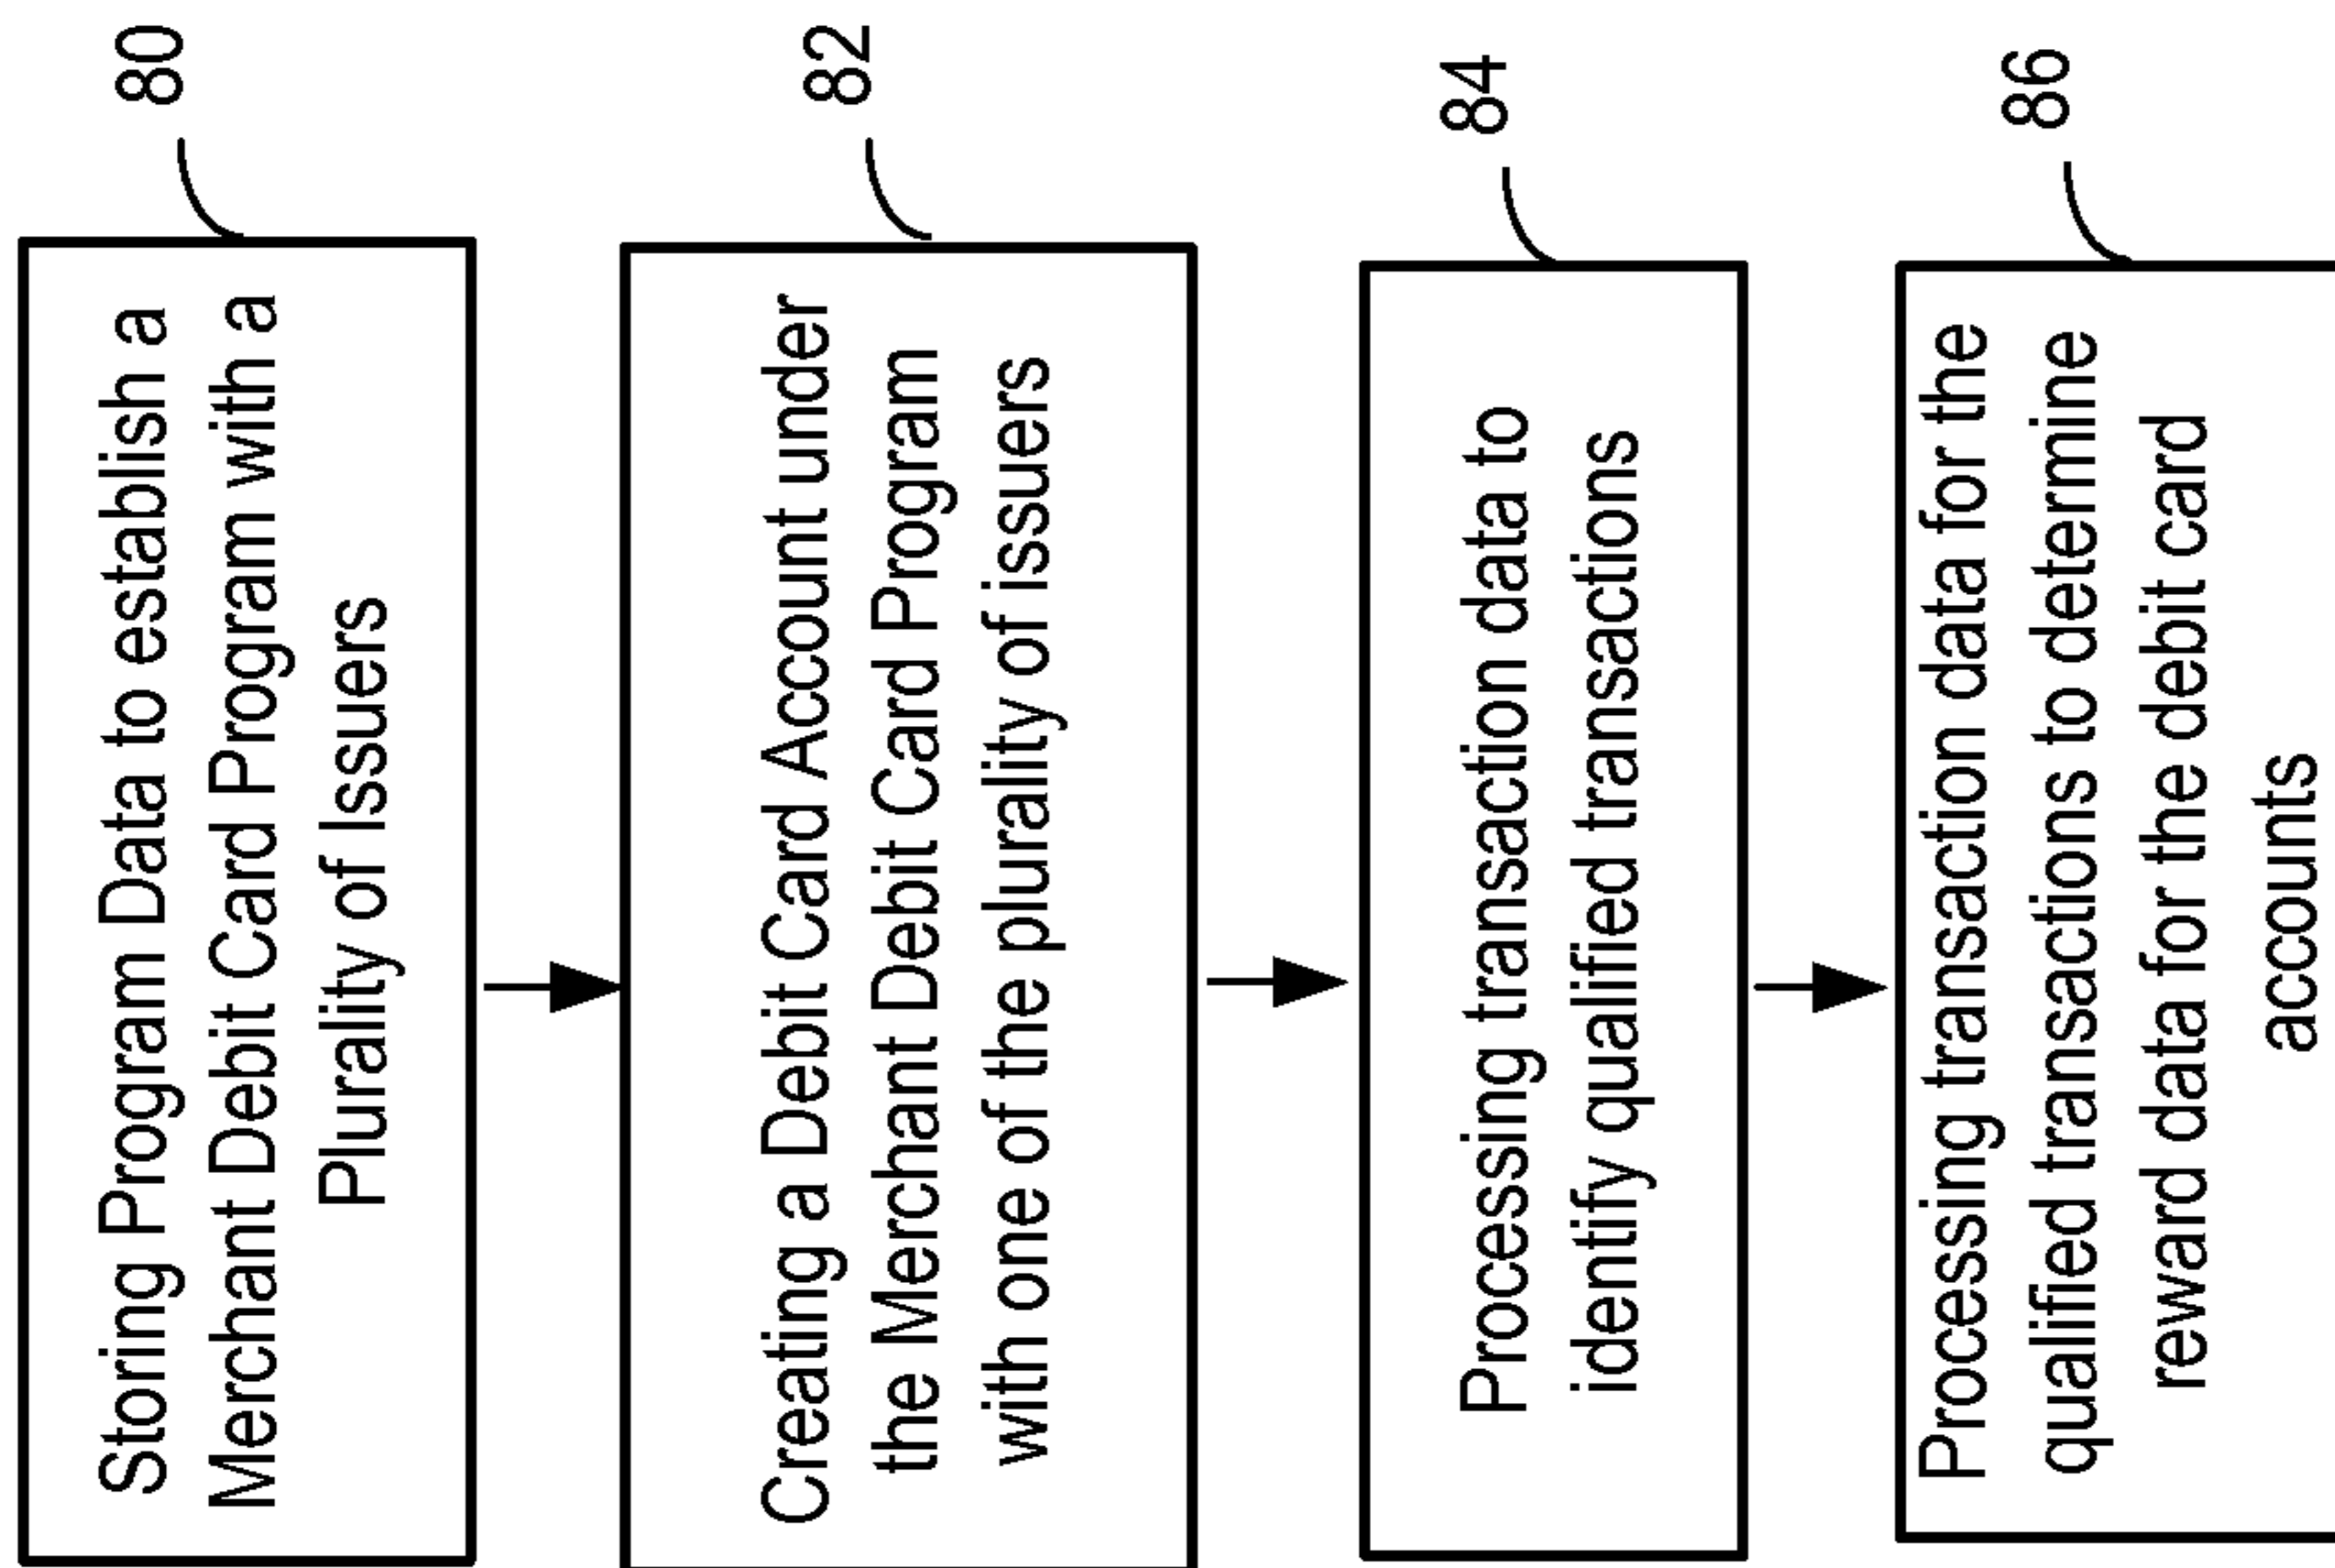 80
Storing Program Data to establish a
Merchant Debit Card Program with a
Plurality of Issuers
82
Creating a Debit Card Account under
the Merchant Debit Card Program
with one of the plurality of issuers
84
Processing transaction data to
identify qualified transactions
86
Processing transaction data for the
qualified transactions to determine
reward data for the debit card
accounts